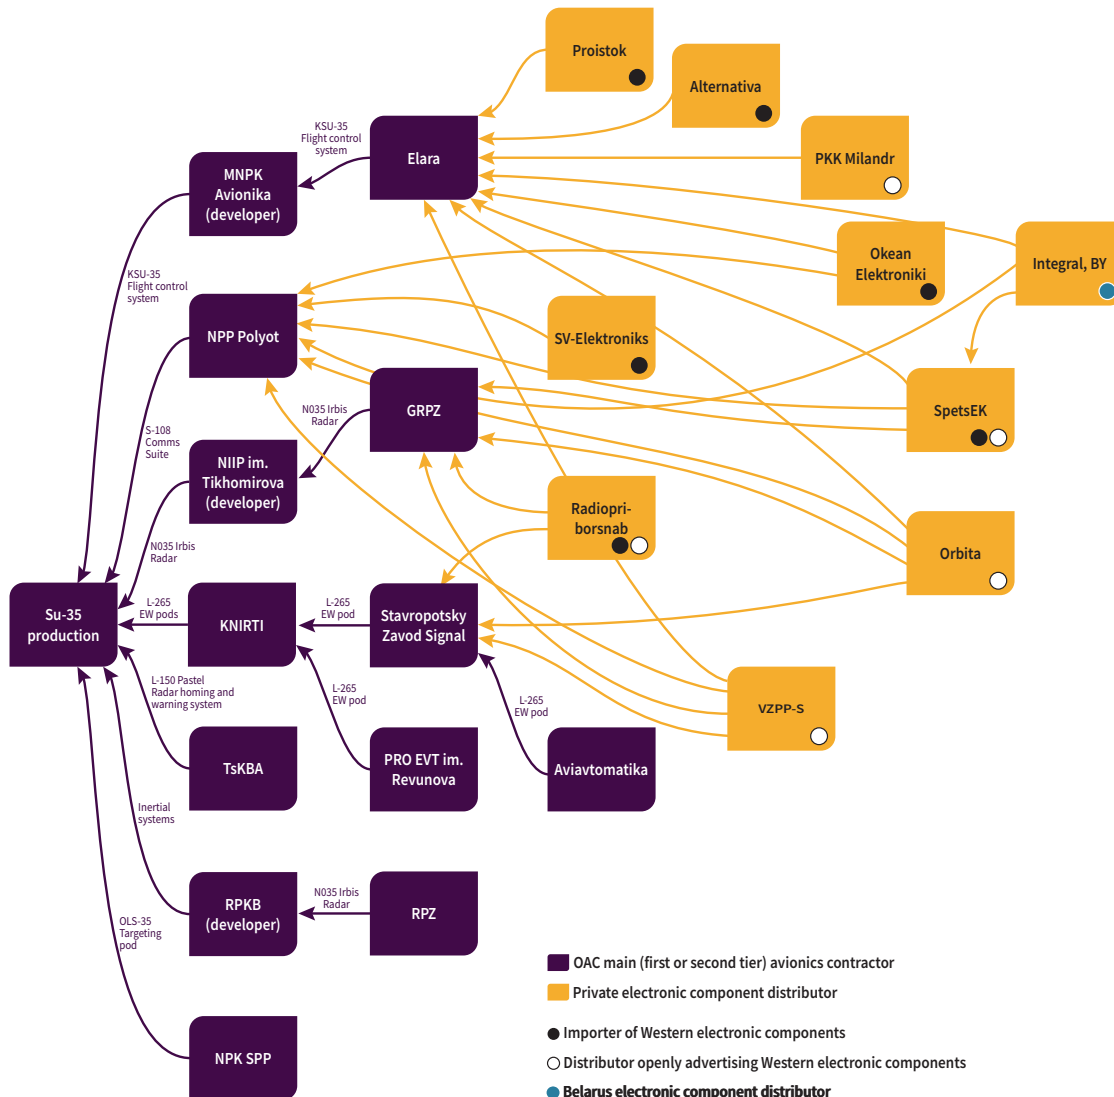 Proistok
Alternativa
KSU-35
Flight control
system
Elara
PKK Milandr
MNPK
Avionika
(developer)
Okean
Elektroniki
Integral, BY
KSU-35
Flight control
system
NPP Polyot
SV-Elektroniks
GRPZ
SpetsEK
N035 Irbis
Radar
S-108
Comms
Suite
NIIP im.
Tikhomirova
(developer)
Radiopri-
borsnab
Orbita
N035 Irbis
Radar
Su-35
production
L-265
EW pods
KNIRTI
L-265
EW pod
Stavropotsky
Zavod Signal
L-150 Pastel
Radar homing and
warning system
L-265
EW pod
L-265
EW pod
VZPP-S
TsKBA
PRO EVT im.
Revunova
Aviavtomatika
Inertial
systems
RPKB
(developer)
N035 Irbis
Radar
RPZ
OLS-35
Targeting
pod
NPK SPP
OAC main (first or second tier) avionics contractor
Private electronic component distributor
Importer of Western electronic components
Distributor openly advertising Western electronic components
Belarus electronic component distributor